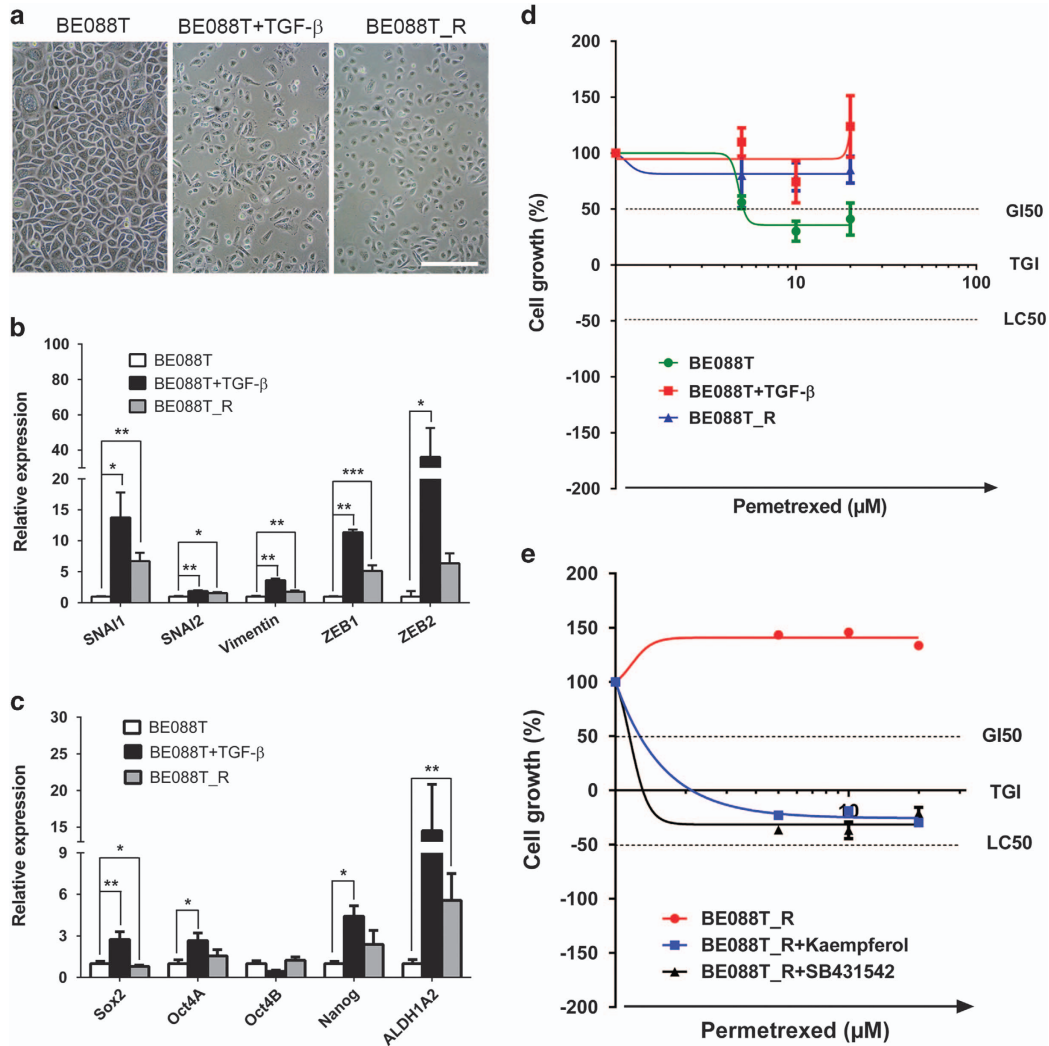 a
BE088T
BE088T+TGF-β
BE088T_R
b
Relative expression
100
80
60
40
20
15
10
5
0
BE088T
BE088T+TGF-β
BE088T_R
** * ** * ** ** *** ** *
SNAI1
SNAI2
Vimentin
ZEB1
ZEB2
c
Relative expression
30
25
20
15
9
6
3
0
BE088T
BE088T+TGF-β
BE088T_R
* ** * * **
Sox2
Oct4A
Oct4B
Nanog
ALDH1A2
d
Cell growth (%)
200
150
100
50
0
-50
-100
-150
-200
10
100
GI50
TGI
LC50
BE088T
BE088T+TGF-β
BE088T_R
Pemetrexed (µM)
e
Cell growth (%)
200
150
100
50
0
-50
-100
-150
-200
10
GI50
TGI
LC50
BE088T_R
BE088T_R+Kaempferol
BE088T_R+SB431542
Permetrexed (µM)